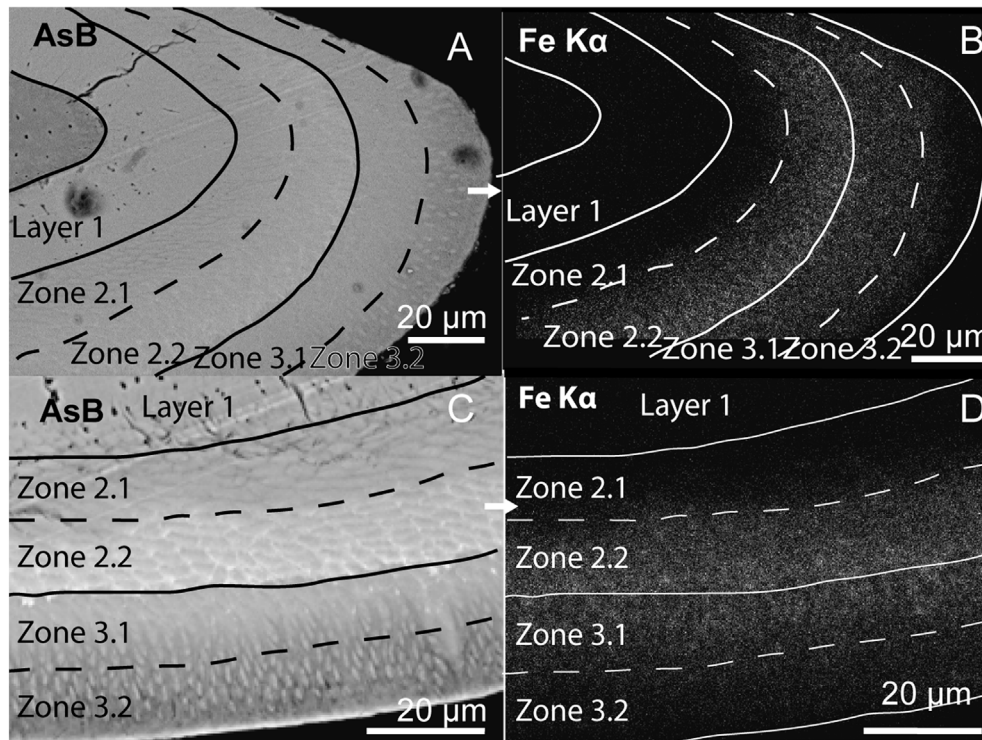 AsB
A
Layer 1
Zone 2.1
Zone 2.2
Zone 3.1
Zone 3.2
20 µm
Fe Kα
B
Layer 1
Zone 2.1
Zone 2.2
Zone 3.1
Zone 3.2
20 µm
AsB
Layer 1
C
Zone 2.1
Zone 2.2
Zone 3.1
Zone 3.2
20 µm
Fe Kα
Layer 1
D
Zone 2.1
Zone 2.2
Zone 3.1
Zone 3.2
20 µm